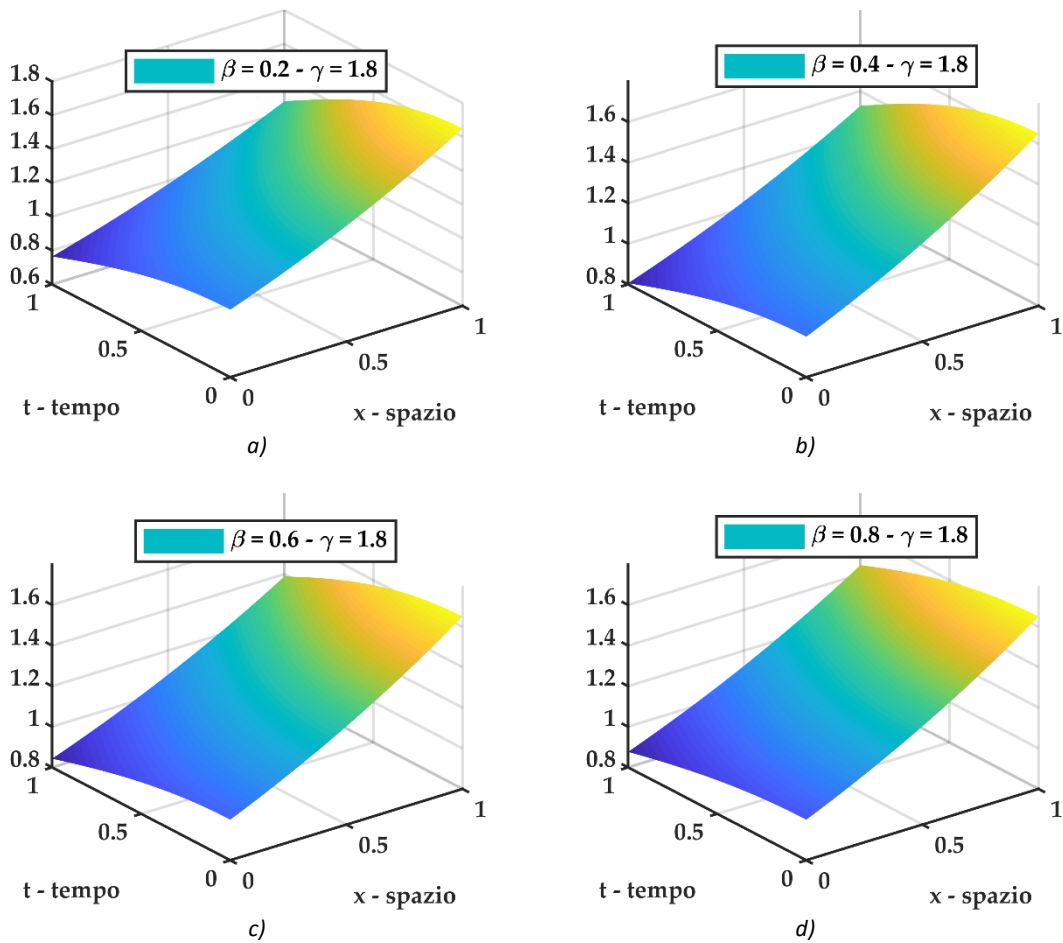 β = 0.2 - γ = 1.8
1.8
1.6
1.4
1.2
1
0.8
0.6
1
0.5
0
0
0.5
1
t - tempo
x - spazio
a)
β = 0.4 - γ = 1.8
1.6
1.4
1.2
1
0.8
1
0.5
0
0
0.5
1
t - tempo
x - spazio
b)
β = 0.6 - γ = 1.8
1.6
1.4
1.2
1
0.8
1
0.5
0
0
0.5
1
t - tempo
x - spazio
c)
β = 0.8 - γ = 1.8
1.6
1.4
1.2
1
0.8
1
0.5
0
0
0.5
1
t - tempo
x - spazio
d)